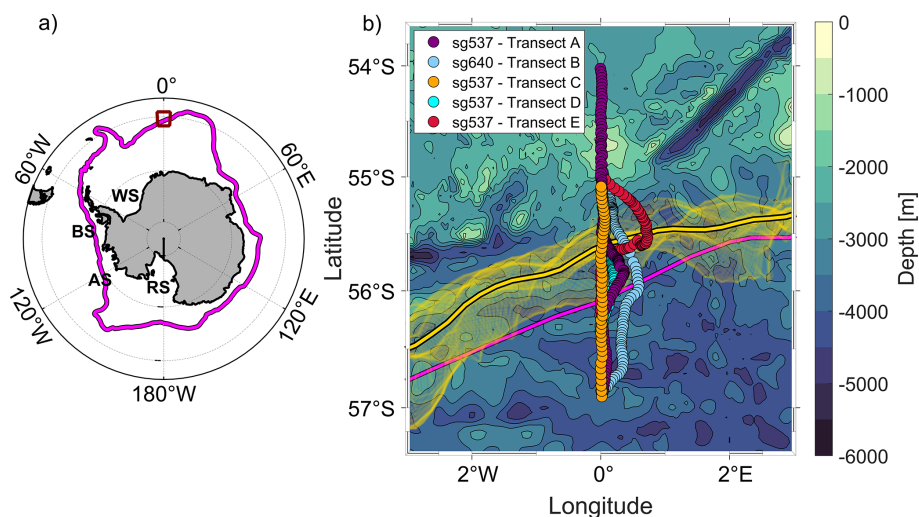 a)
0°
60°W
60°E
WS
BS
AS
RS
120°W
120°E
180°W
b)
sg537 - Transect A
sg640 - Transect B
sg537 - Transect C
sg537 - Transect D
sg537 - Transect E
54°S
55°S
56°S
57°S
Latitude
2°W
0°
2°E
Longitude
0
-1000
-2000
-3000
-4000
-5000
-6000
Depth [m]